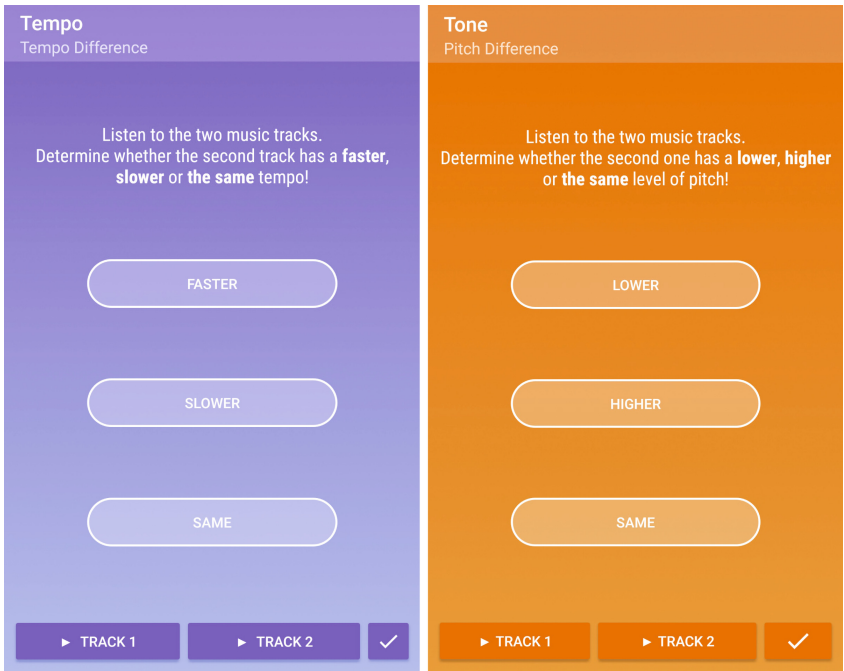 Tempo
Tempo Difference
Listen to the two music tracks.
Determine whether the second track has a faster,
slower or the same tempo!
FASTER
SLOWER
SAME
► TRACK 1
► TRACK 2
Tone
Pitch Difference
Listen to the two music tracks.
Determine whether the second one has a lower, higher
or the same level of pitch!
LOWER
HIGHER
SAME
► TRACK 1
► TRACK 2